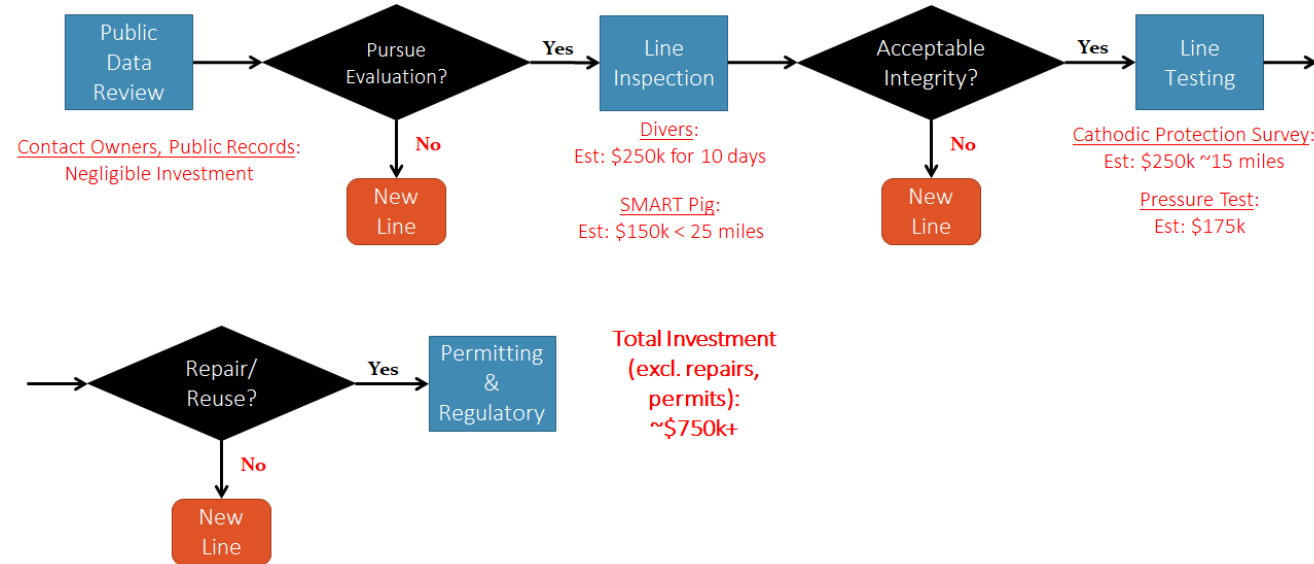 Public
Data
Review
Pursue
Evaluation?
Yes
Line
Inspection
Acceptable
Integrity?
Yes
Line
Testing
Contact Owners, Public Records:
Negligible Investment
No
New
Line
Divers:
Est: $250k for 10 days
SMART Pig:
Est: $150k < 25 miles
No
New
Line
Cathodic Protection Survey:
Est: $250k ~15 miles
Pressure Test:
Est: $175k
Repair/
Reuse?
Yes
Permitting
&
Regulatory
Total Investment
(excl. repairs,
permits):
~$750k+
No
New
Line